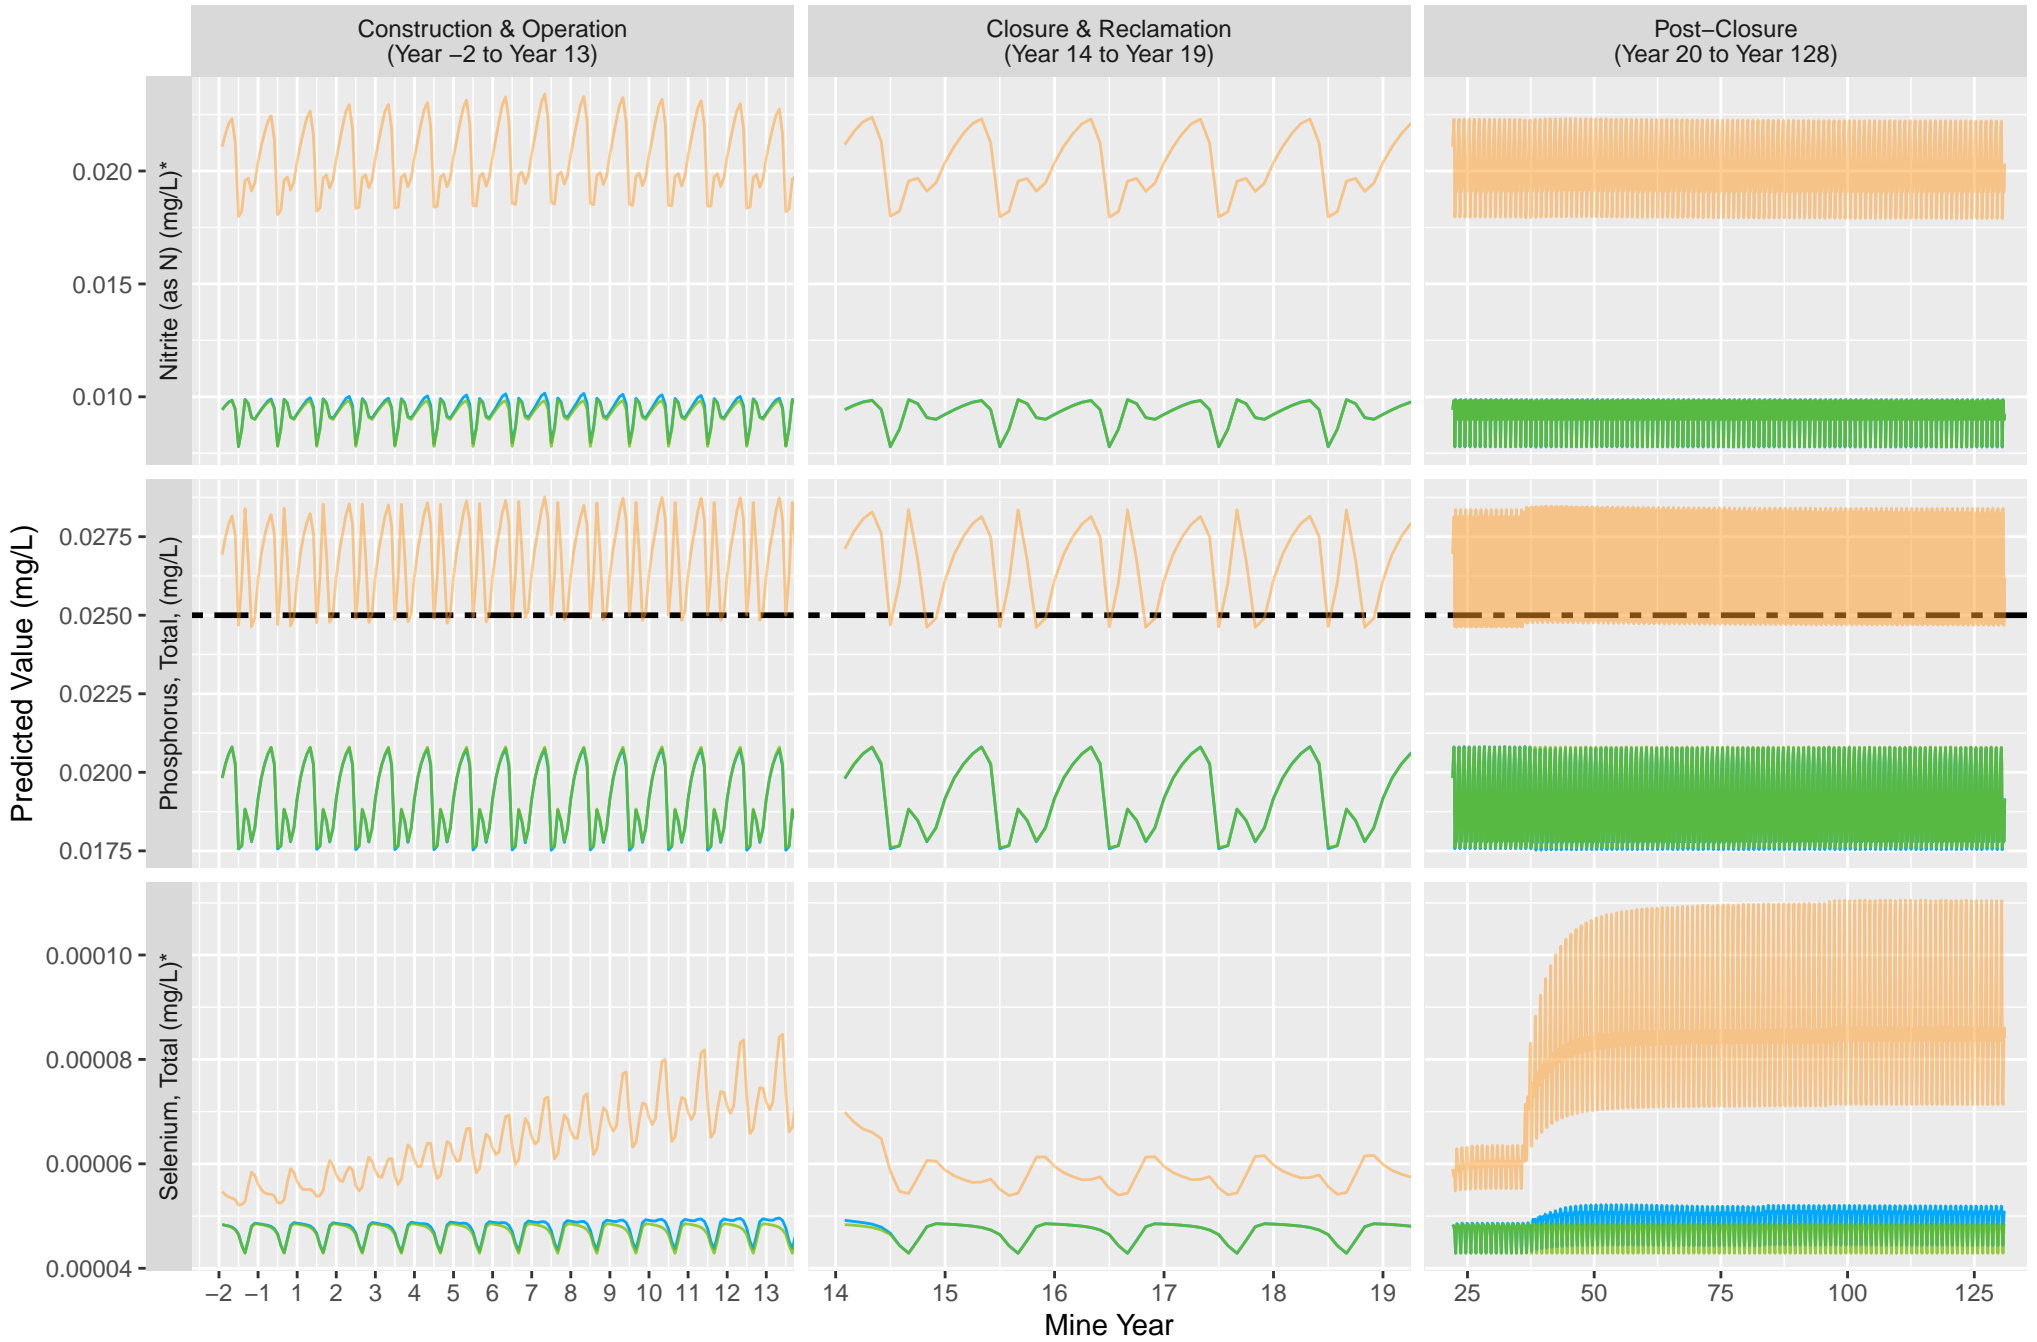 Construction & Operation
(Year −2 to Year 13)
Closure & Reclamation
(Year 14 to Year 19)
Post−Closure
(Year 20 to Year 128)
Predicted Value (mg/L)
Nitrite (as N) (mg/L)*
0.020
0.015
0.010
Phosphorus, Total, (mg/L)
0.0275
0.0250
0.0225
0.0200
0.0175
Selenium, Total (mg/L)*
0.00010
0.00008
0.00006
0.00004
−2 −1 1 2 3 4 5 6 7 8 9 10 11 12 13
14 15 16 17 18 19
25 50 75 100 125
Mine Year